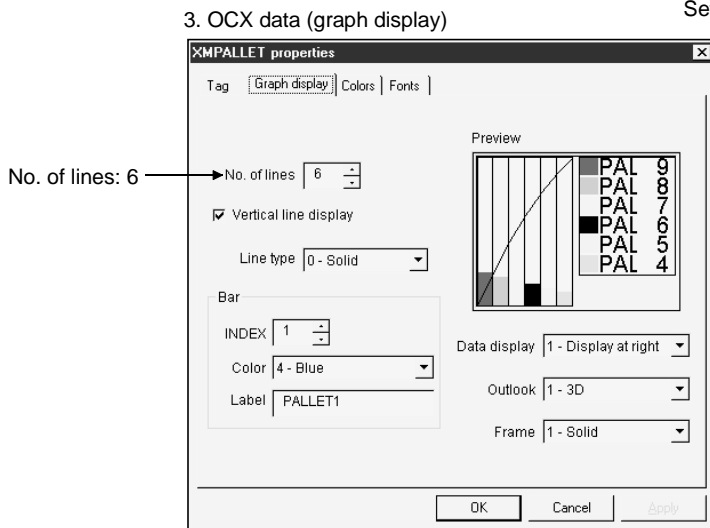 Se
3. OCX data (graph display)
XMPALLET properties
Tag Graph display Colors Fonts
Preview
No. of lines: 6
No. of lines 6
PAL 9
PAL 8
PAL 7
PAL 6
PAL 5
PAL 4
Vertical line display
Line type 0 - Solid
Bar
INDEX 1
Color 4 - Blue
Label PALLET1
Data display 1 - Display at right
Outlook 1 - 3D
Frame 1 - Solid
OK Cancel Apply